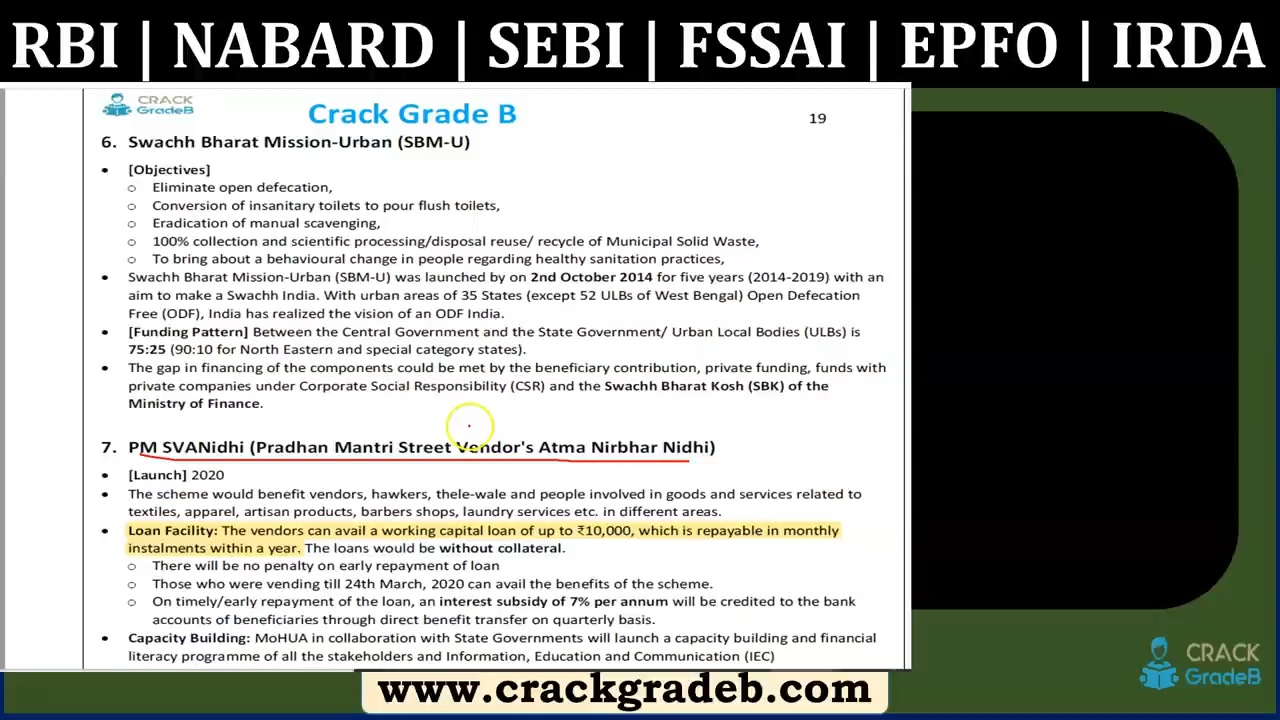 RBI | NABARD | SEBI | FSSAI | EPFO | IRDA
CRACK
GradeB
Crack Grade B
19
6. Swachh Bharat Mission-Urban (SBM-U)
• [Objectives]
o Eliminate open defecation,
o Conversion of insanitary toilets to pour flush toilets,
o Eradication of manual scavenging,
o 100% collection and scientific processing/disposal reuse/ recycle of Municipal Solid Waste,
o To bring about a behavioural change in people regarding healthy sanitation practices,
• Swachh Bharat Mission-Urban (SBM-U) was launched by on 2nd October 2014 for five years (2014-2019) with an
aim to make a Swachh India. With urban areas of 35 States (except 52 ULBs of West Bengal) Open Defecation
Free (ODF), India has realized the vision of an ODF India.
• [Funding Pattern] Between the Central Government and the State Government/ Urban Local Bodies (ULBs) is
75:25 (90:10 for North Eastern and special category states).
• The gap in financing of the components could be met by the beneficiary contribution, private funding, funds with
private companies under Corporate Social Responsibility (CSR) and the Swachh Bharat Kosh (SBK) of the
Ministry of Finance.
7. PM SVANidhi (Pradhan Mantri Street Vendor's Atma Nirbhar Nidhi)
• [Launch] 2020
• The scheme would benefit vendors, hawkers, thele-wale and people involved in goods and services related to
textiles, apparel, artisan products, barbers shops, laundry services etc. in different areas.
• Loan Facility: The vendors can avail a working capital loan of up to ₹10,000, which is repayable in monthly
instalments within a year. The loans would be without collateral.
o There will be no penalty on early repayment of loan
o Those who were vending till 24th March, 2020 can avail the benefits of the scheme.
o On timely/early repayment of the loan, an interest subsidy of 7% per annum will be credited to the bank
accounts of beneficiaries through direct benefit transfer on quarterly basis.
• Capacity Building: MoHUA in collaboration with State Governments will launch a capacity building and financial
literacy programme of all the stakeholders and Information, Education and Communication (IEC)
CRACK
GradeB
www.crackgradeb.com